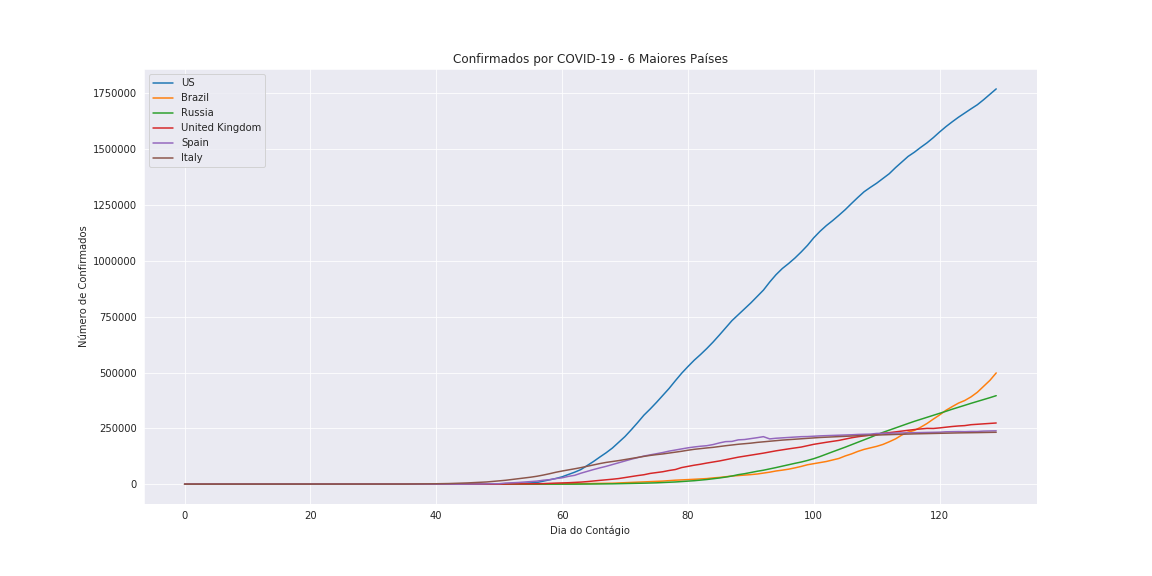 Confirmados por COVID-19 - 6 Maiores Países
US
Brazil
Russia
United Kingdom
Spain
Italy
Número de Confirmados
1750000
1500000
1250000
1000000
750000
500000
250000
0
0 20 40 60 80 100 120
Dia do Contágio